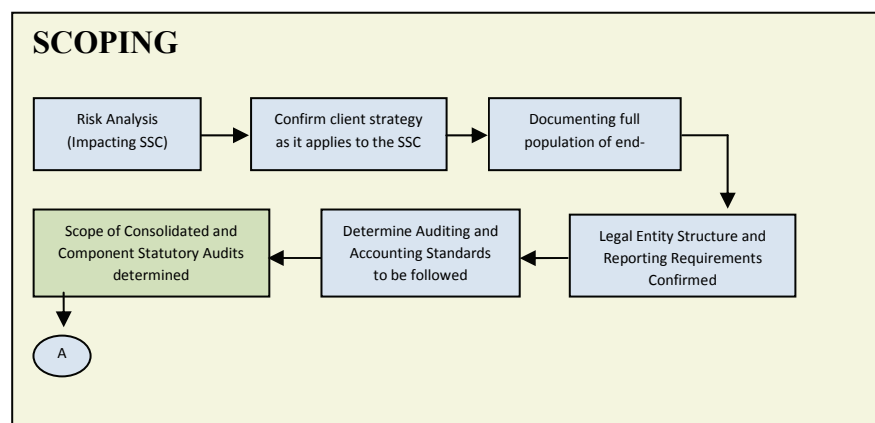 SCOPING
Risk Analysis
(Impacting SSC)
Confirm client strategy
as it applies to the SSC
Documenting full
population of end-
Legal Entity Structure and
Reporting Requirements
Confirmed
Determine Auditing and
Accounting Standards
to be followed
Scope of Consolidated and
Component Statutory Audits
determined
A